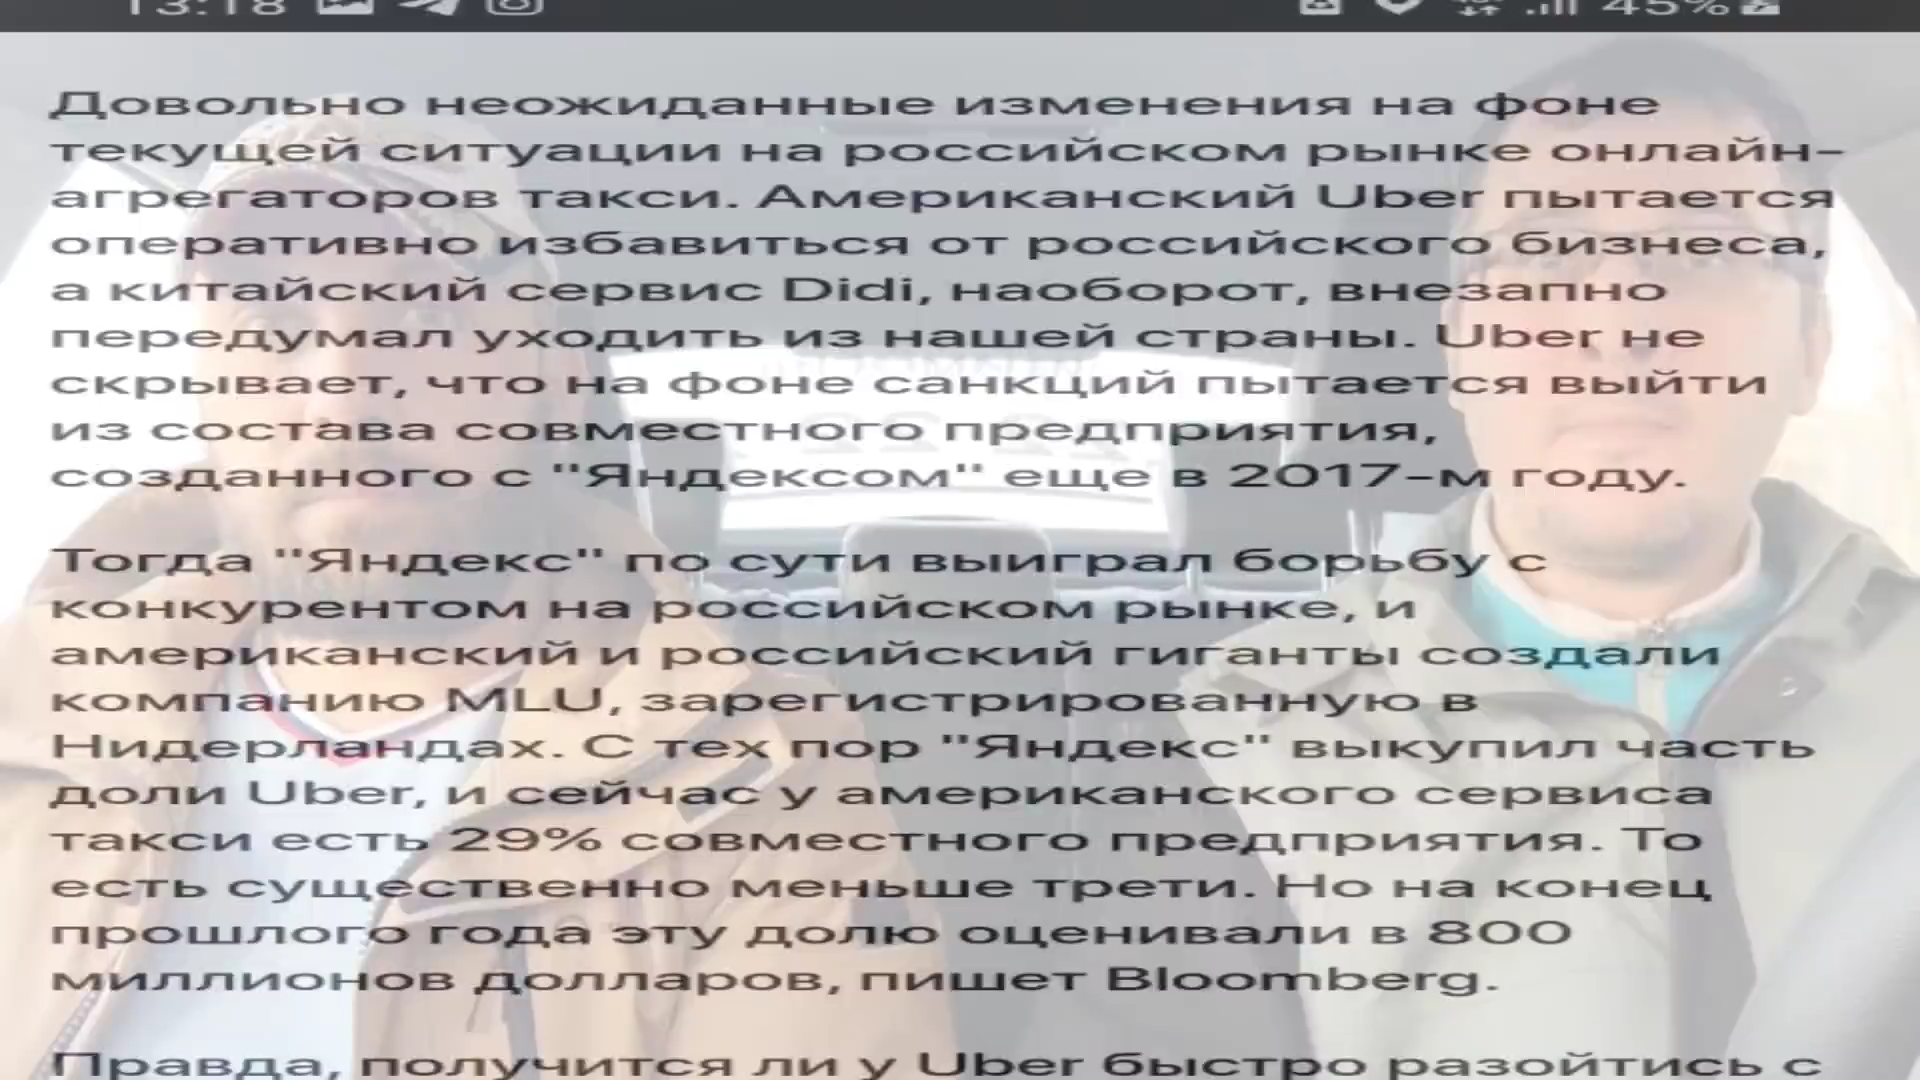 13:18 45%
Довольно неожиданные изменения на фоне
текущей ситуации на российском рынке онлайн-
агрегаторов такси. Американский Uber пытается
оперативно избавиться от российского бизнеса,
а китайский сервис Didi, наоборот, внезапно
передумал уходить из нашей страны. Uber не
скрывает, что на фоне санкций пытается выйти
из состава совместного предприятия,
созданного с "Яндексом" еще в 2017-м году.
Тогда "Яндекс" по сути выиграл борьбу с
конкурентом на российском рынке, и
американский и российский гиганты создали
компанию MLU, зарегистрированную в
Нидерландах. С тех пор "Яндекс" выкупил часть
доли Uber, и сейчас у американского сервиса
такси есть 29% совместного предприятия. То
есть существенно меньше трети. Но на конец
прошлого года эту долю оценивали в 800
миллионов долларов, пишет Bloomberg.
Правда, получится ли у Uber быстро разойтись с